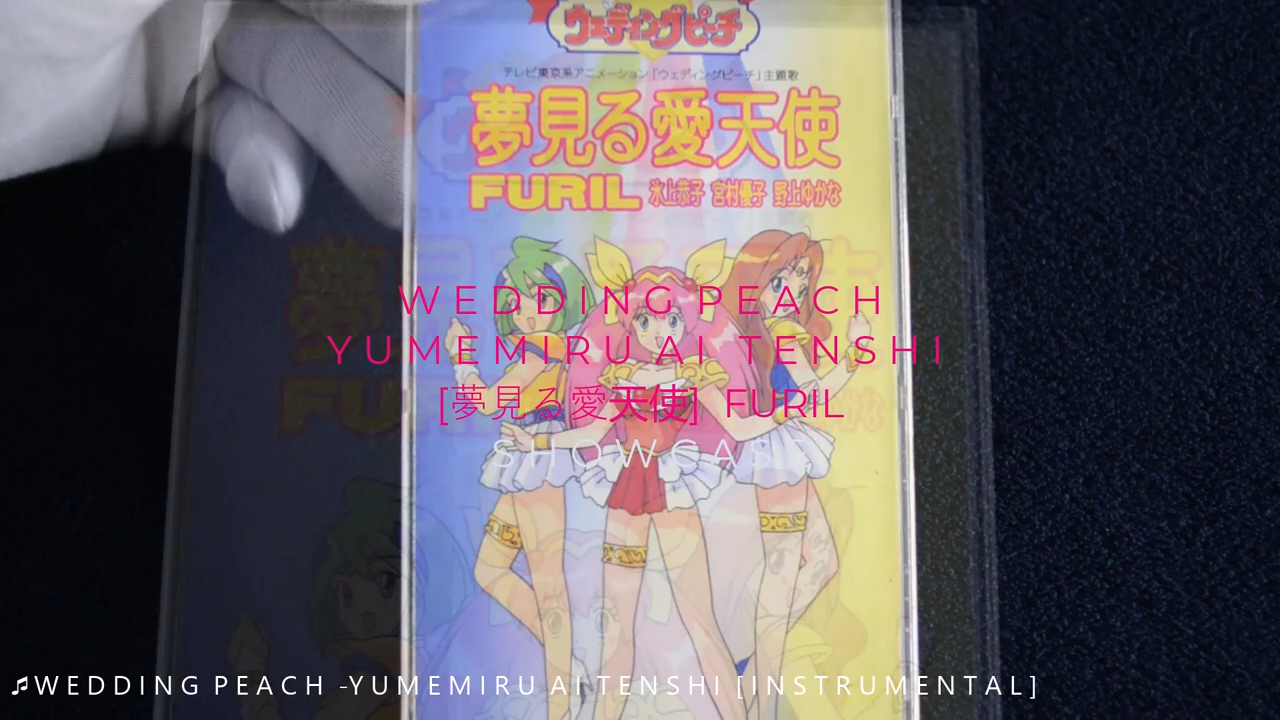 ウェディングピーチ
テレビ東京系アニメーション「ウェディングピーチ」主題歌
夢見る愛天使
FURIL 氷上恭子 宮村優子 野上ゆかな
WEDDING PEACH
YUMEMIRU AI TENSHI
[夢見る愛天使] FURIL
SHOWCASE
♫WEDDING PEACH -YUMEMIRU AI TENSHI [INSTRUMENTAL]